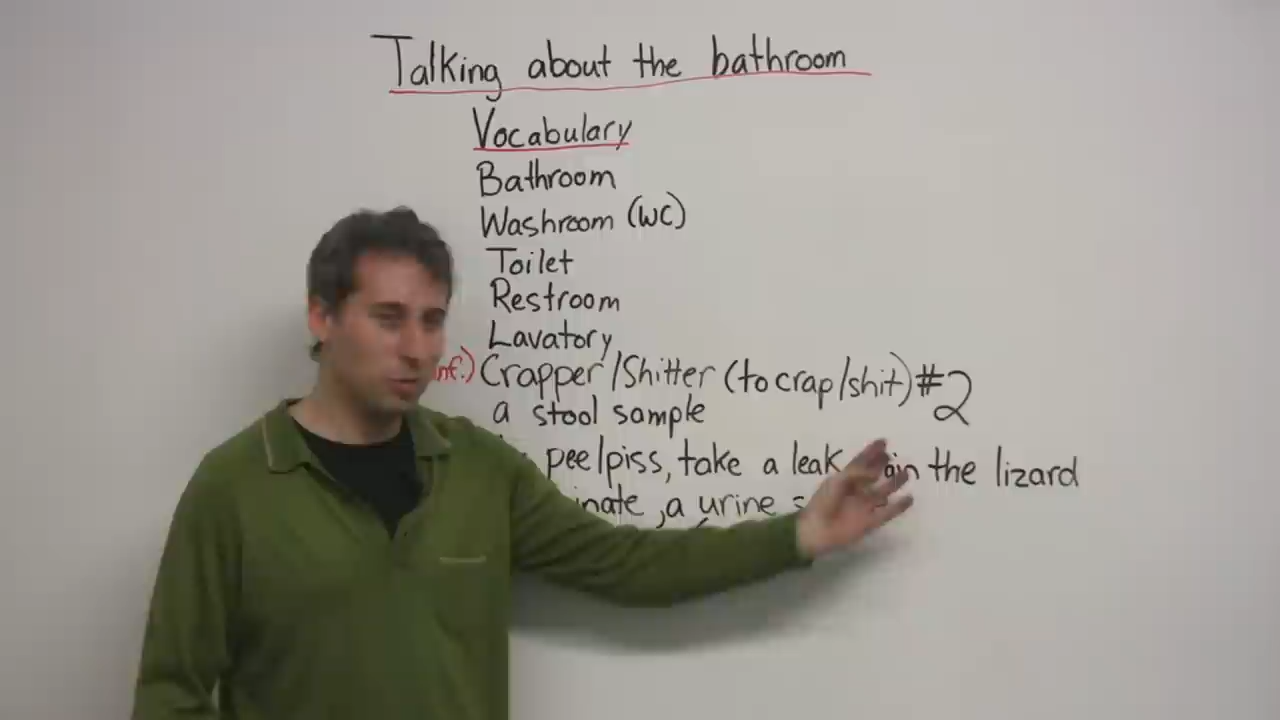 Talking about the bathroom
Vocabulary
Bathroom
Washroom (WC)
Toilet
Restroom
Lavatory
inf.) Crapper/Shitter (to crap/shit) #2
a stool sample
pee/piss, take a leak the lizard
a urine